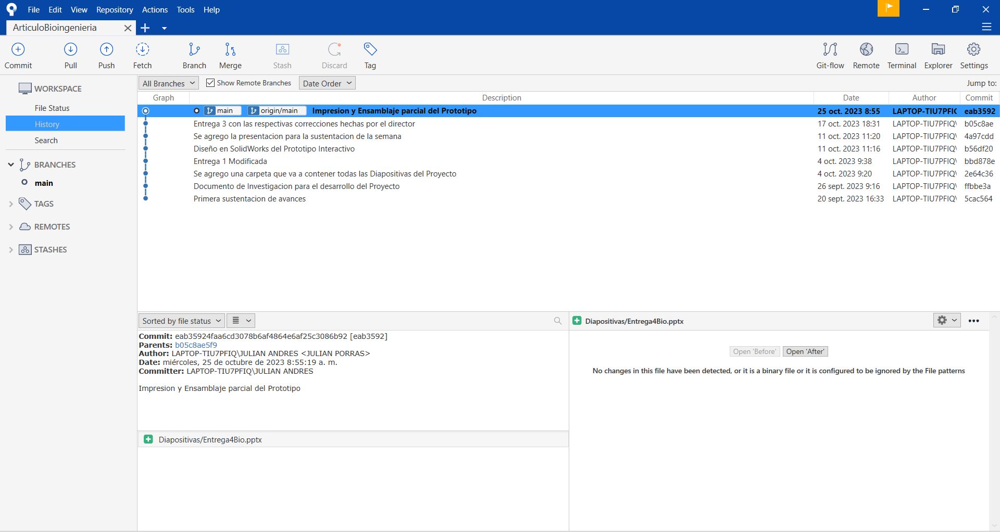 File Edit View Repository Actions Tools Help
ArticuloBioingenieria
Commit Pull Push Fetch Branch Merge Stash Discard Tag Git-flow Remote Terminal Explorer Settings
WORKSPACE
File Status
History
Search
BRANCHES
main
TAGS
REMOTES
STASHES
All Branches Show Remote Branches Date Order Jump to:
Graph Description Date Author Commit
main origin/main Impresion y Ensamblaje parcial del Prototipo 25 oct. 2023 8:55 LAPTOP-TIU7PFIQ eab3592
Entrega 3 con las respectivas correcciones hechas por el director 17 oct. 2023 18:31 LAPTOP-TIU7PFIQ\ b05c8ae
Se agrego la presentacion para la sustentacion de la semana 11 oct. 2023 11:20 LAPTOP-TIU7PFIQ\ 4a97cdd
Diseño en SolidWorks del Prototipo Interactivo 11 oct. 2023 11:16 LAPTOP-TIU7PFIQ\ b56df20
Entrega 1 Modificada 4 oct. 2023 9:38 LAPTOP-TIU7PFIQ\ bbd878e
Se agrego una carpeta que va a contener todas las Diapositivas del Proyecto 4 oct. 2023 9:20 LAPTOP-TIU7PFIQ\ 2e64c36
Documento de Investigacion para el desarrollo del Proyecto 26 sept. 2023 9:16 LAPTOP-TIU7PFIQ\ ffbbe3a
Primera sustentacion de avances 20 sept. 2023 16:33 LAPTOP-TIU7PFIQ\ 5cac564
Sorted by file status
Commit: eab35924faa6cd3078b6af4864e6af25c3086b92 [eab3592]
Parents: b05c8ae5f9
Author: LAPTOP-TIU7PFIQ\JULIAN ANDRES <JULIAN PORRAS>
Date: miércoles, 25 de octubre de 2023 8:55:19 a. m.
Committer: LAPTOP-TIU7PFIQ\JULIAN ANDRES
Impresion y Ensamblaje parcial del Prototipo
Diapositivas/Entrega4Bio.pptx
Diapositivas/Entrega4Bio.pptx
Open 'Before' Open 'After'
No changes in this file have been detected, or it is a binary file or it is configured to be ignored by the File patterns